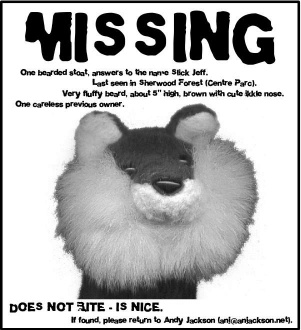 MISSING
One bearded stoat, answers to the name Slick Jeff.
Last seen in Sherwood Forest (Centre Parc).
Very fluffy beard, about 5" high, brown with cute ikkle nose.
One careless previous owner.
DOES NOT BITE - IS NICE.
If found, please return to Andy Jackson (anj@anjackson.net).